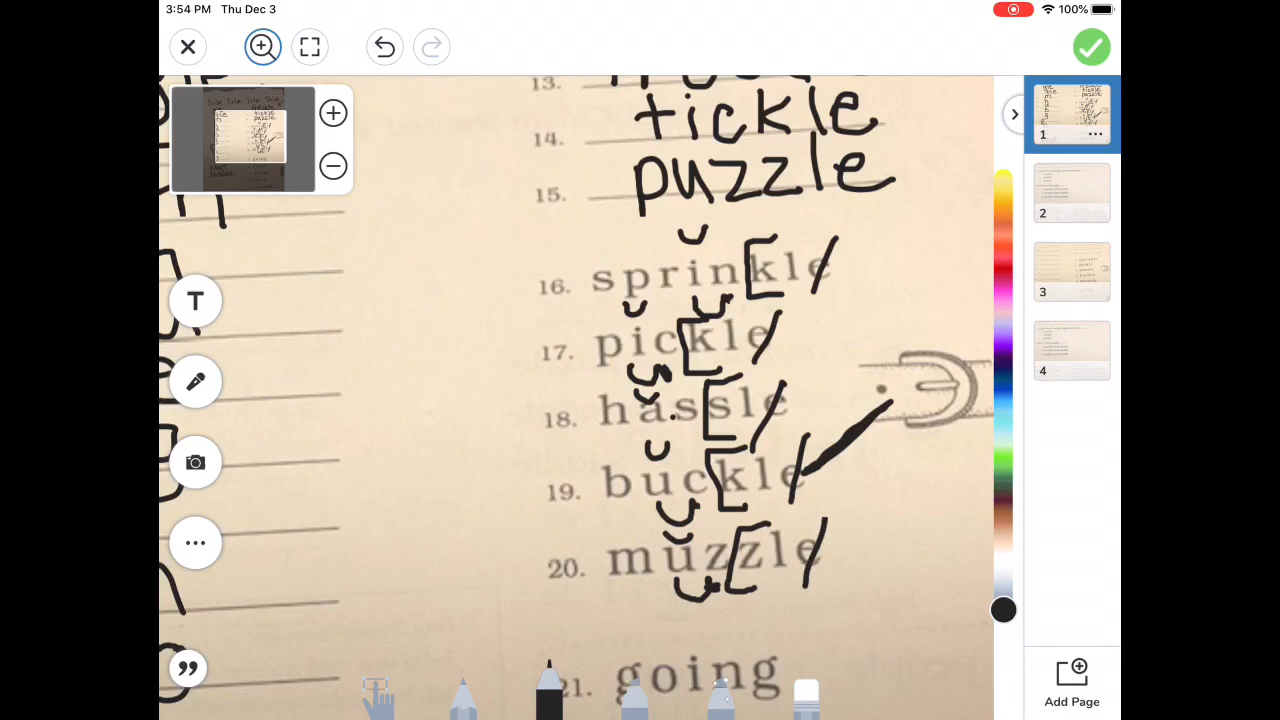 3:54 PM Thu Dec 3
100%
13.
14. tickle
15. puzzle
16. sprinkle
17. pickle
18. hassle
19. buckle
20. muzzle
21. going
T
1
2
3
4
Add Page